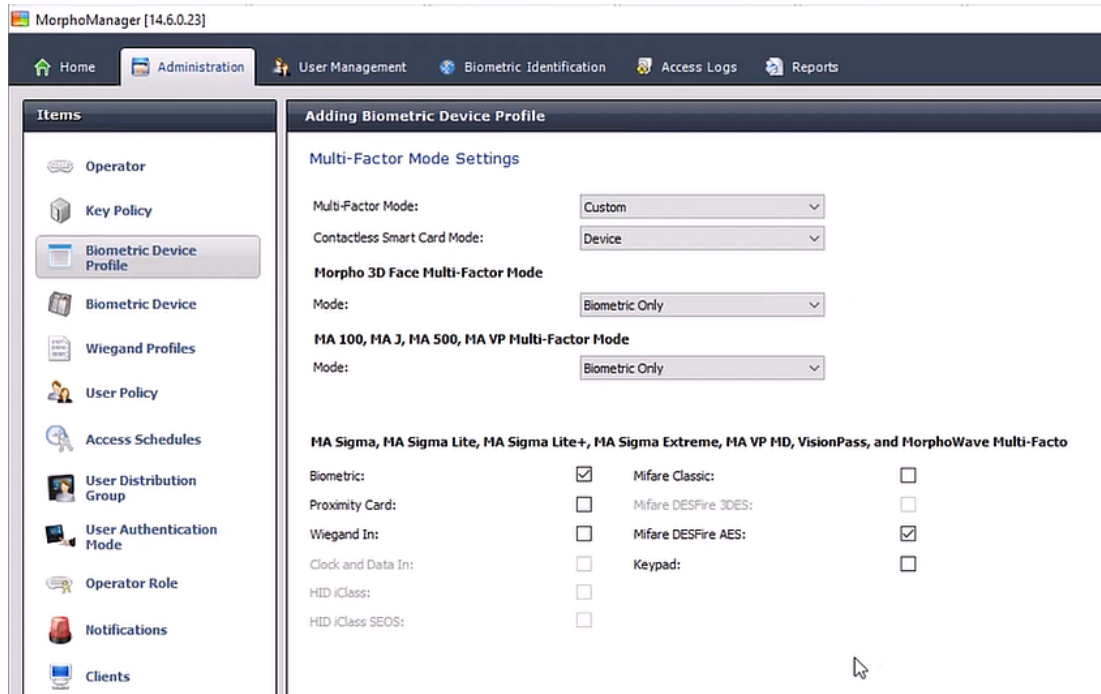 MorphoManager [14.6.0.23]
Home Administration User Management Biometric Identification Access Logs Reports
Items
Operator
Key Policy
Biometric Device
Profile
Biometric Device
Wiegand Profiles
User Policy
Access Schedules
User Distribution
Group
User Authentication
Mode
Operator Role
Notifications
Clients
Adding Biometric Device Profile
Multi-Factor Mode Settings
Multi-Factor Mode: Custom
Contactless Smart Card Mode: Device
Morpho 3D Face Multi-Factor Mode
Mode: Biometric Only
MA 100, MA J, MA 500, MA VP Multi-Factor Mode
Mode: Biometric Only
MA Sigma, MA Sigma Lite, MA Sigma Lite+, MA Sigma Extreme, MA VP MD, VisionPass, and MorphoWave Multi-Facto
Biometric: Mifare Classic:
Proximity Card: Mifare DESFire 3DES:
Wiegand In: Mifare DESFire AES:
Clock and Data In: Keypad:
HID iClass:
HID iClass SEOS: